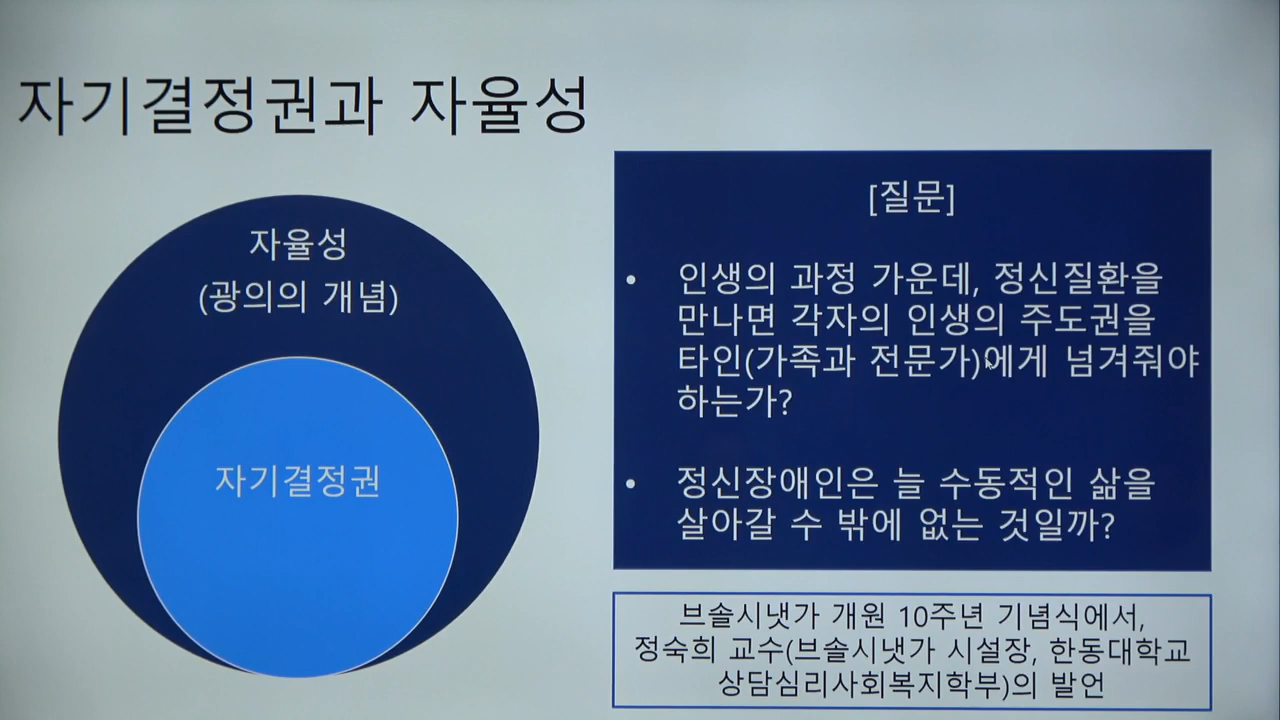 자기결정권과 자율성
자율성
(광의의 개념)
자기결정권
[질문]
• 인생의 과정 가운데, 정신질환을
만나면 각자의 인생의 주도권을
타인(가족과 전문가)에게 넘겨줘야
하는가?
• 정신장애인은 늘 수동적인 삶을
살아갈 수 밖에 없는 것일까?
브솔시냇가 개원 10주년 기념식에서,
정숙희 교수(브솔시냇가 시설장, 한동대학교
상담심리사회복지학부)의 발언